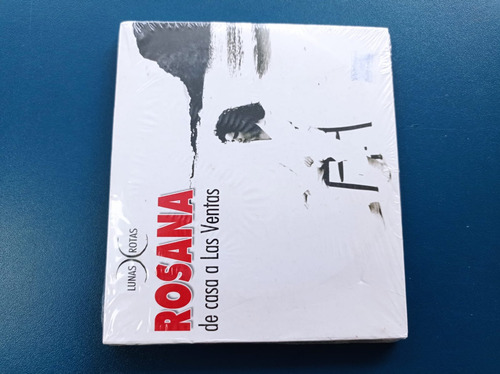 LUNAS ROTAS
ROSANA
de casa a Las Ventas